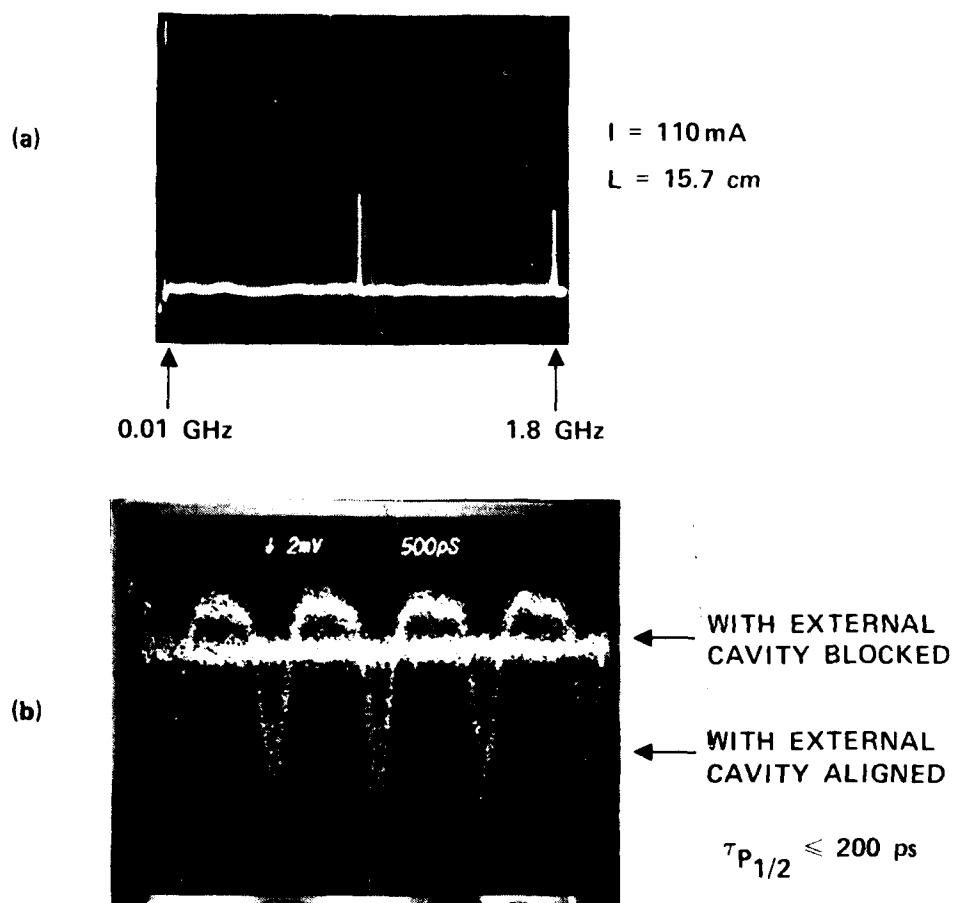 (a)
I = 110 mA
L = 15.7 cm
0.01 GHz
1.8 GHz
↓ 2mV 500pS
WITH EXTERNAL
CAVITY BLOCKED
(b)
WITH EXTERNAL
CAVITY ALIGNED
τP1/2 ⩽ 200 ps